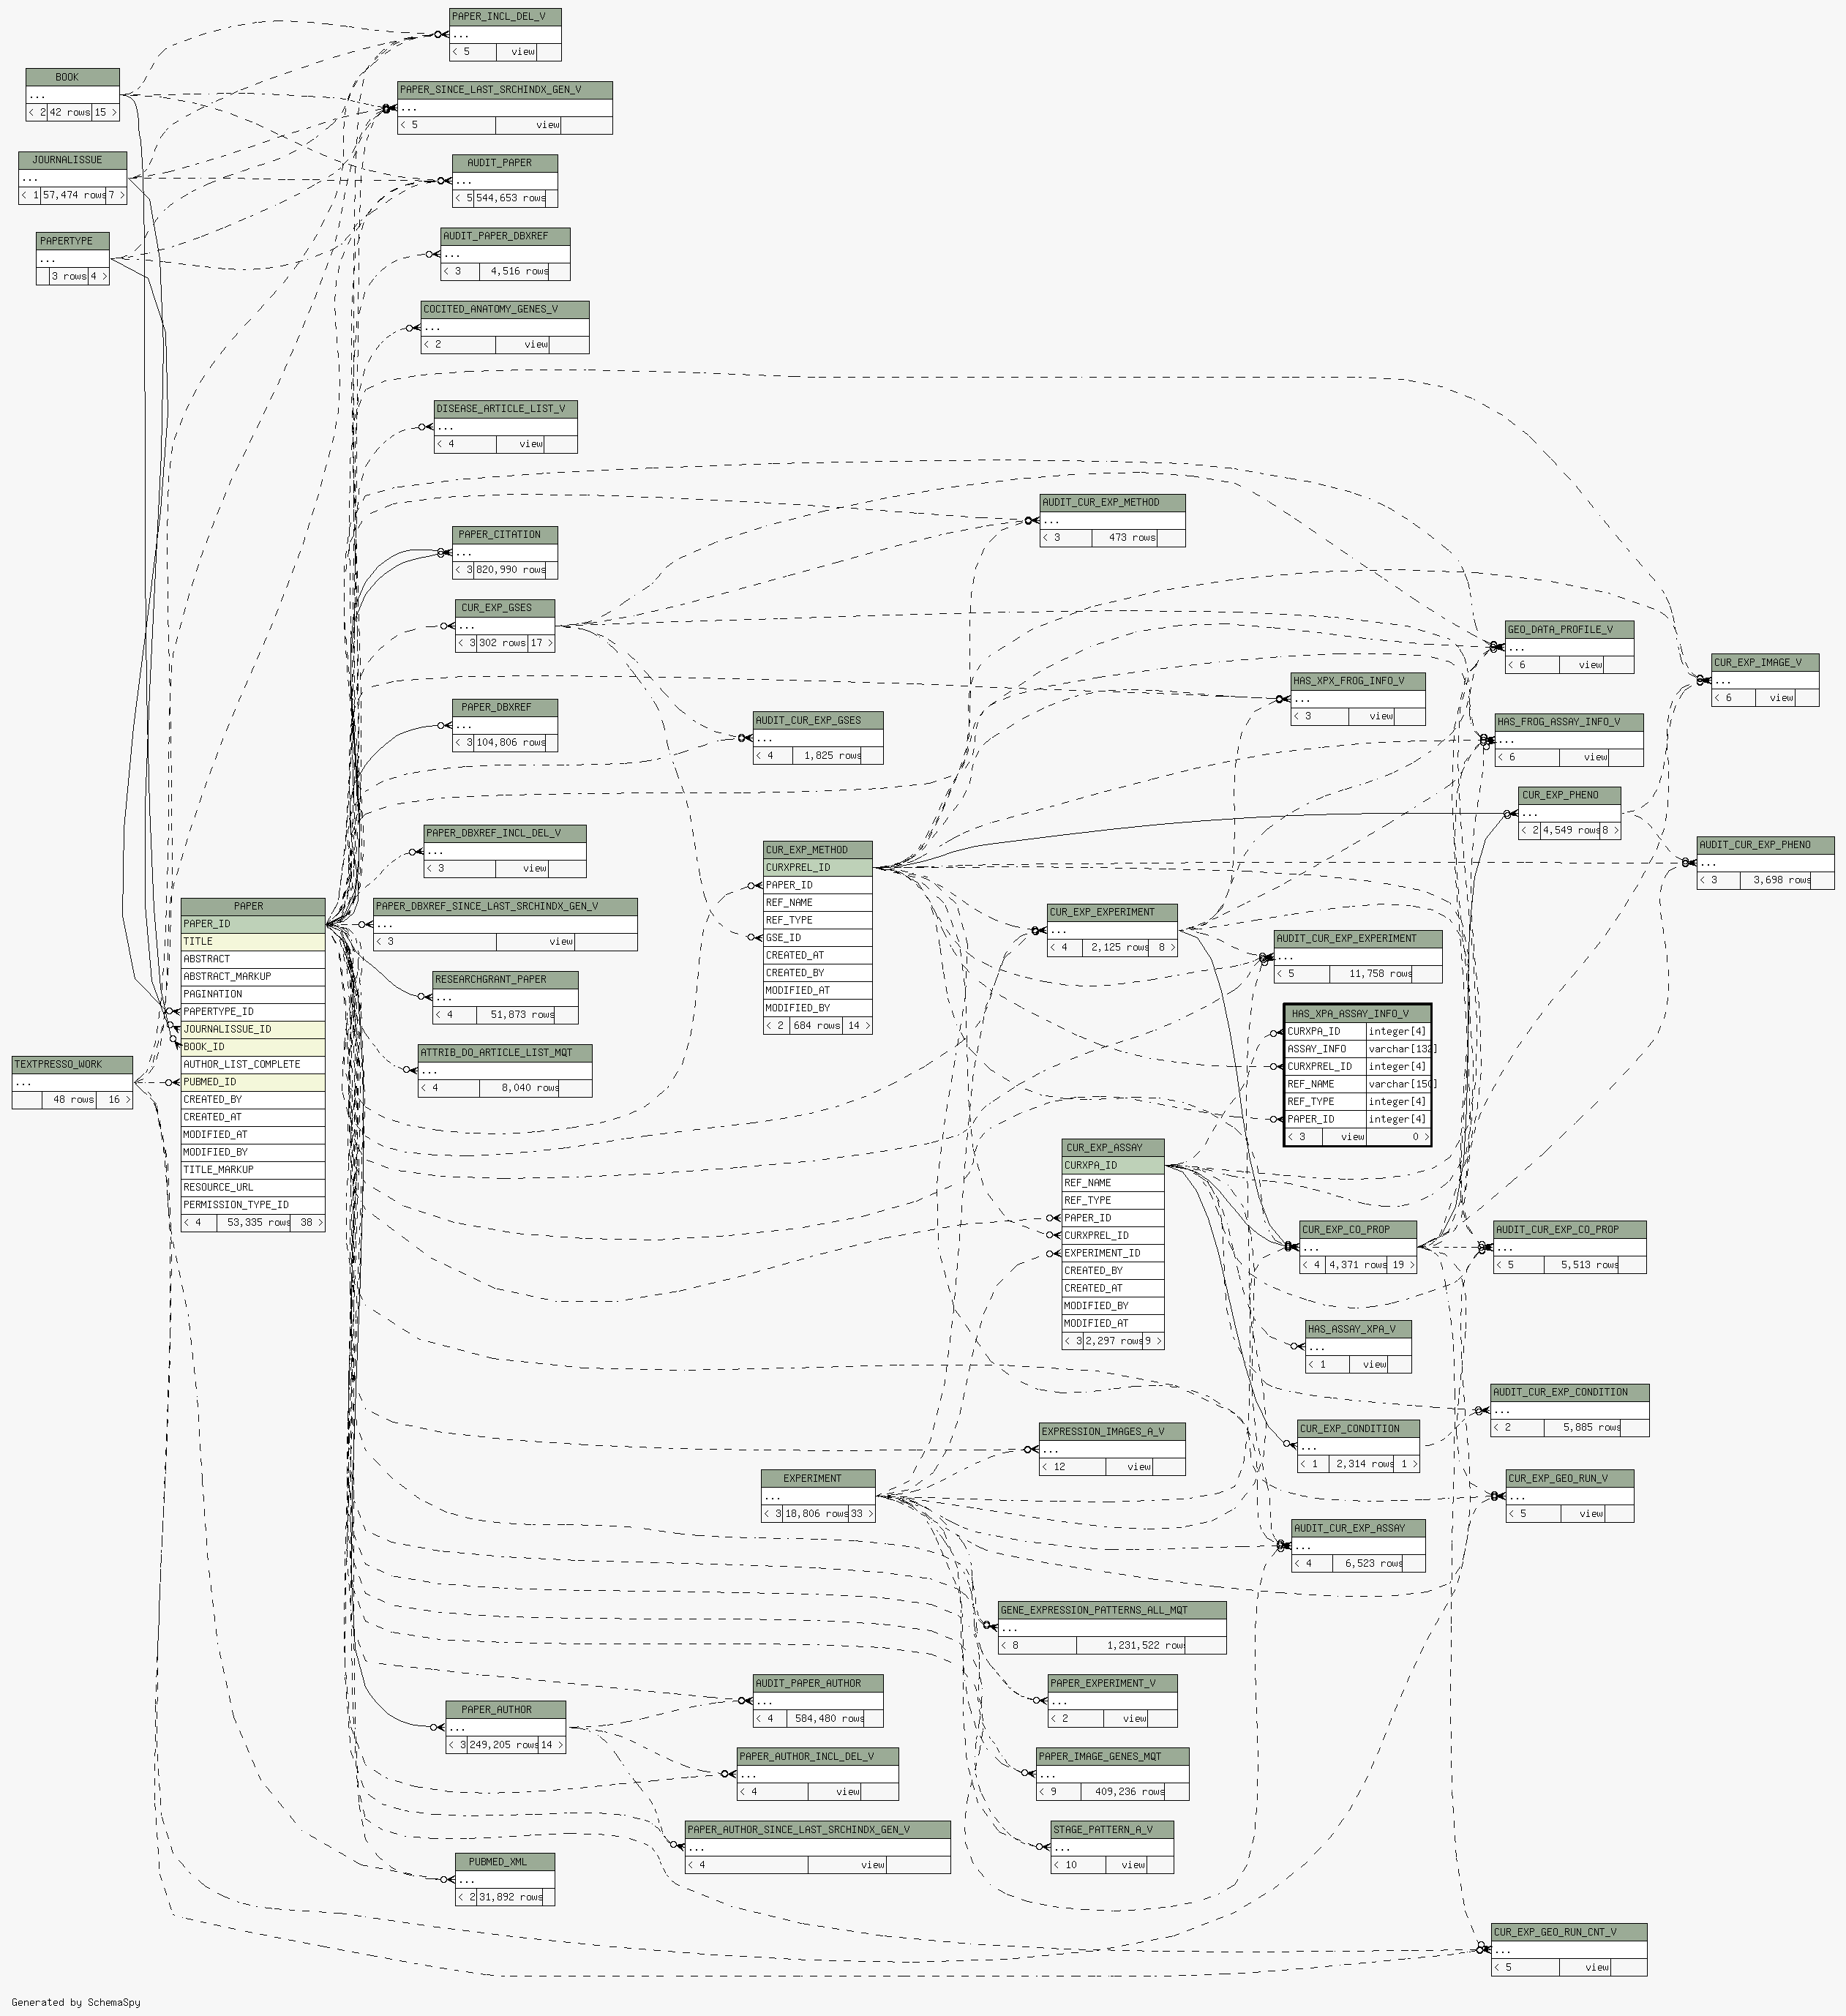 PAPER_INCL_DEL_V
...
< 5 view
BOOK
...
< 2 42 rows 15 >
PAPER_SINCE_LAST_SRCHINDX_GEN_V
...
< 5 view
JOURNALISSUE
...
< 1 57,474 rows 7 >
AUDIT_PAPER
...
< 5 544,653 rows
PAPERTYPE
...
3 rows 4 >
AUDIT_PAPER_DBXREF
...
< 3 4,516 rows
COCITED_ANATOMY_GENES_V
...
< 2 view
DISEASE_ARTICLE_LIST_V
...
< 4 view
AUDIT_CUR_EXP_METHOD
...
< 3 473 rows
PAPER_CITATION
...
< 3 820,990 rows
CUR_EXP_GSES
...
< 3 302 rows 17 >
GEO_DATA_PROFILE_V
...
< 6 view
CUR_EXP_IMAGE_V
...
< 6 view
HAS_XPX_FROG_INFO_V
...
< 3 view
PAPER_DBXREF
...
< 3 104,806 rows
AUDIT_CUR_EXP_GSES
...
< 4 1,825 rows
HAS_FROG_ASSAY_INFO_V
...
< 6 view
CUR_EXP_PHENO
...
< 2 4,549 rows 8 >
PAPER_DBXREF_INCL_DEL_V
...
< 3 view
AUDIT_CUR_EXP_PHENO
...
< 3 3,698 rows
CUR_EXP_METHOD
CURXPREL_ID
PAPER_ID
REF_NAME
REF_TYPE
GSE_ID
CREATED_AT
CREATED_BY
MODIFIED_AT
MODIFIED_BY
< 2 684 rows 14 >
PAPER
PAPER_ID
TITLE
ABSTRACT
ABSTRACT_MARKUP
PAGINATION
PAPERTYPE_ID
JOURNALISSUE_ID
BOOK_ID
AUTHOR_LIST_COMPLETE
PUBMED_ID
CREATED_BY
CREATED_AT
MODIFIED_AT
MODIFIED_BY
TITLE_MARKUP
RESOURCE_URL
PERMISSION_TYPE_ID
< 4 53,335 rows 38 >
PAPER_DBXREF_SINCE_LAST_SRCHINDX_GEN_V
...
< 3 view
CUR_EXP_EXPERIMENT
...
< 4 2,125 rows 8 >
AUDIT_CUR_EXP_EXPERIMENT
...
< 5 11,758 rows
RESEARCHGRANT_PAPER
...
< 4 51,873 rows
HAS_XPA_ASSAY_INFO_V
CURXPA_ID integer[4]
ASSAY_INFO varchar[132]
CURXPREL_ID integer[4]
REF_NAME varchar[150]
REF_TYPE integer[4]
PAPER_ID integer[4]
< 3 view 0 >
ATTRIB_DO_ARTICLE_LIST_MQT
...
< 4 8,040 rows
TEXTPRESSO_WORK
...
48 rows 16 >
CUR_EXP_ASSAY
CURXPA_ID
REF_NAME
REF_TYPE
PAPER_ID
CURXPREL_ID
EXPERIMENT_ID
CREATED_BY
CREATED_AT
MODIFIED_BY
MODIFIED_AT
< 3 2,297 rows 9 >
CUR_EXP_CO_PROP
...
< 4 4,371 rows 19 >
AUDIT_CUR_EXP_CO_PROP
...
< 5 5,513 rows
HAS_ASSAY_XPA_V
...
< 1 view
AUDIT_CUR_EXP_CONDITION
...
< 2 5,885 rows
CUR_EXP_CONDITION
...
< 1 2,314 rows 1 >
EXPRESSION_IMAGES_A_V
...
< 12 view
EXPERIMENT
...
< 3 18,806 rows 33 >
CUR_EXP_GEO_RUN_V
...
< 5 view
AUDIT_CUR_EXP_ASSAY
...
< 4 6,523 rows
GENE_EXPRESSION_PATTERNS_ALL_MQT
...
< 8 1,231,522 rows
AUDIT_PAPER_AUTHOR
...
< 4 584,480 rows
PAPER_EXPERIMENT_V
...
< 2 view
PAPER_AUTHOR
...
< 3 249,205 rows 14 >
PAPER_AUTHOR_INCL_DEL_V
...
< 4 view
PAPER_IMAGE_GENES_MQT
...
< 9 409,236 rows
PAPER_AUTHOR_SINCE_LAST_SRCHINDX_GEN_V
...
< 4 view
STAGE_PATTERN_A_V
...
< 10 view
PUBMED_XML
...
< 2 31,892 rows
CUR_EXP_GEO_RUN_CNT_V
...
< 5 view
Generated by SchemaSpy